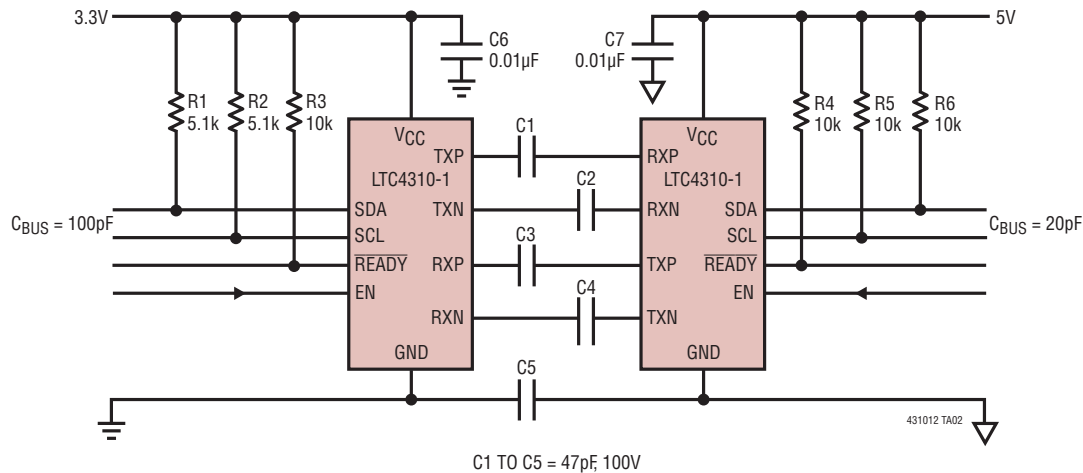 3.3V
5V
C6
0.01µF
C7
0.01µF
R1
5.1k
R2
5.1k
R3
10k
R4
10k
R5
10k
R6
10k
VCC
TXP
LTC4310-1
SDA
TXN
SCL
READY
RXP
EN
RXN
GND
C1
C2
C3
C4
C5
VCC
RXP
LTC4310-1
RXN
SDA
SCL
TXP
READY
EN
TXN
GND
CBUS = 100pF
CBUS = 20pF
431012 TA02
C1 TO C5 = 47pF, 100V